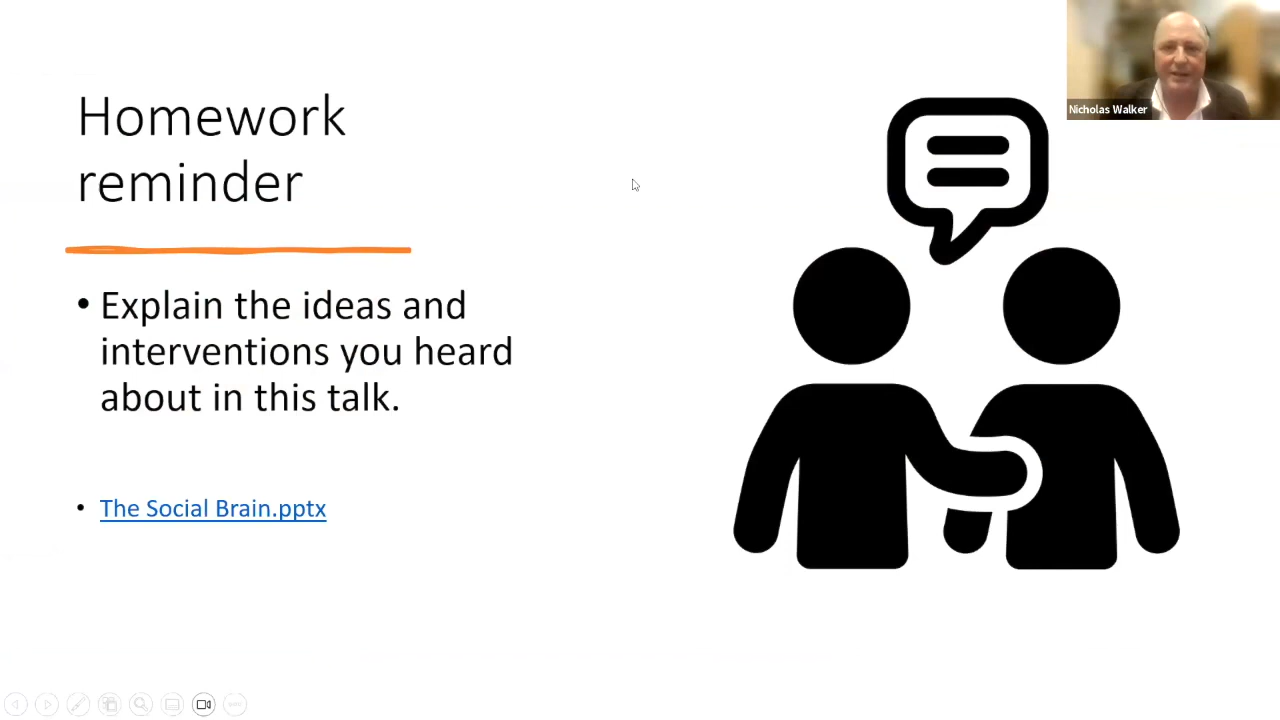 Homework
reminder
• Explain the ideas and
interventions you heard
about in this talk.
• The Social Brain.pptx
Nicholas Walker